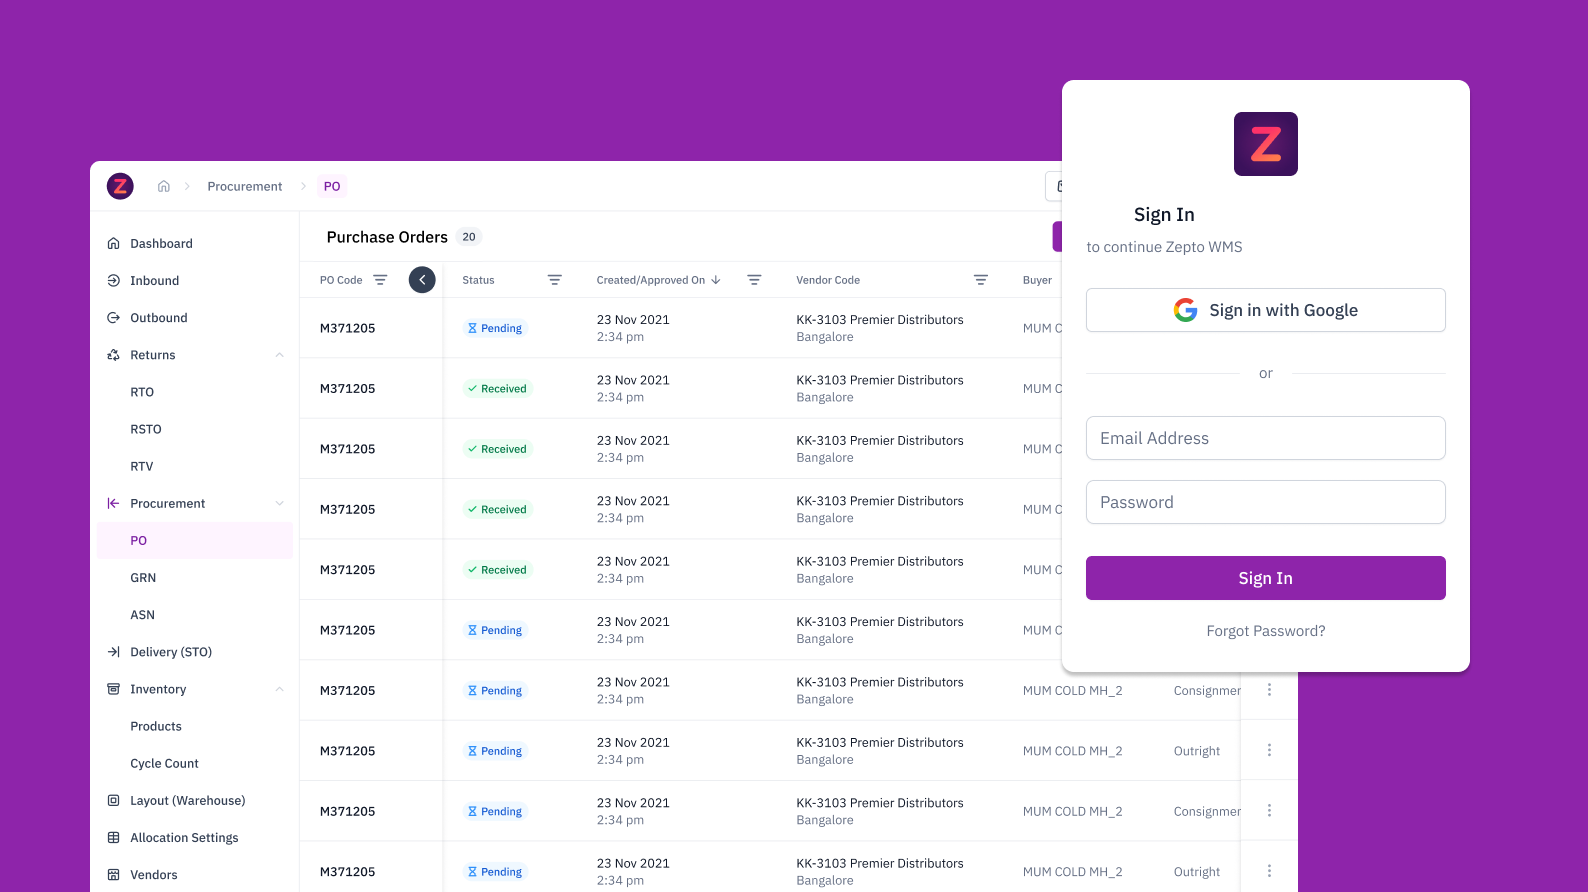 Z
Procurement
PO
Dashboard
Inbound
Outbound
Returns
RTO
RSTO
RTV
Procurement
PO
GRN
ASN
Delivery (STO)
Inventory
Products
Cycle Count
Layout (Warehouse)
Allocation Settings
Vendors
Purchase Orders 20
PO Code Status Created/Approved On Vendor Code Buyer
M371205 Pending 23 Nov 2021 KK-3103 Premier Distributors MUM C
2:34 pm Bangalore
M371205 Received 23 Nov 2021 KK-3103 Premier Distributors MUM C
2:34 pm Bangalore
M371205 Received 23 Nov 2021 KK-3103 Premier Distributors MUM C
2:34 pm Bangalore
M371205 Received 23 Nov 2021 KK-3103 Premier Distributors MUM C
2:34 pm Bangalore
M371205 Received 23 Nov 2021 KK-3103 Premier Distributors MUM C
2:34 pm Bangalore
M371205 Pending 23 Nov 2021 KK-3103 Premier Distributors MUM C
2:34 pm Bangalore
M371205 Pending 23 Nov 2021 KK-3103 Premier Distributors MUM COLD MH_2 Consignmer
2:34 pm Bangalore
M371205 Pending 23 Nov 2021 KK-3103 Premier Distributors MUM COLD MH_2 Outright
2:34 pm Bangalore
M371205 Pending 23 Nov 2021 KK-3103 Premier Distributors MUM COLD MH_2 Consignmer
2:34 pm Bangalore
M371205 Pending 23 Nov 2021 KK-3103 Premier Distributors MUM COLD MH_2 Outright
2:34 pm Bangalore
Z
Sign In
to continue Zepto WMS
Sign in with Google
or
Email Address
Password
Sign In
Forgot Password?